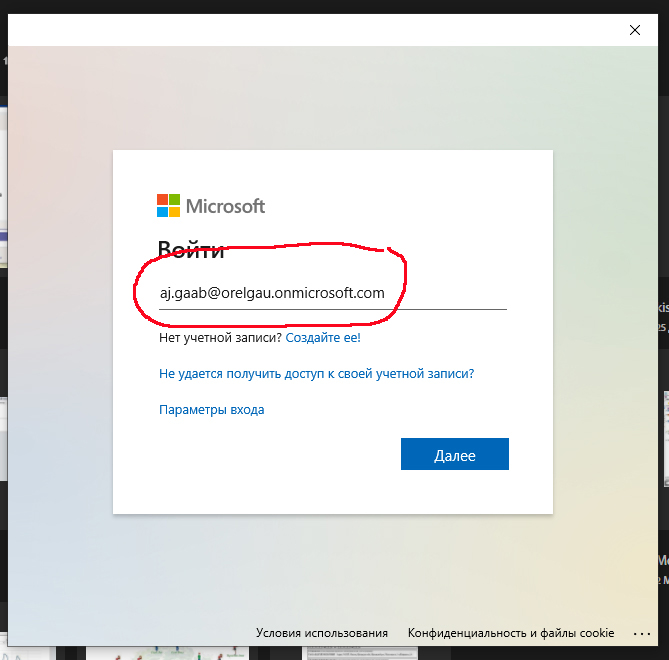 Microsoft
Войти
aj.gaab@orelgau.onmicrosoft.com
Нет учетной записи? Создайте ее!
Не удается получить доступ к своей учетной записи?
Параметры входа
Далее
Условия использования Конфиденциальность и файлы cookie ...